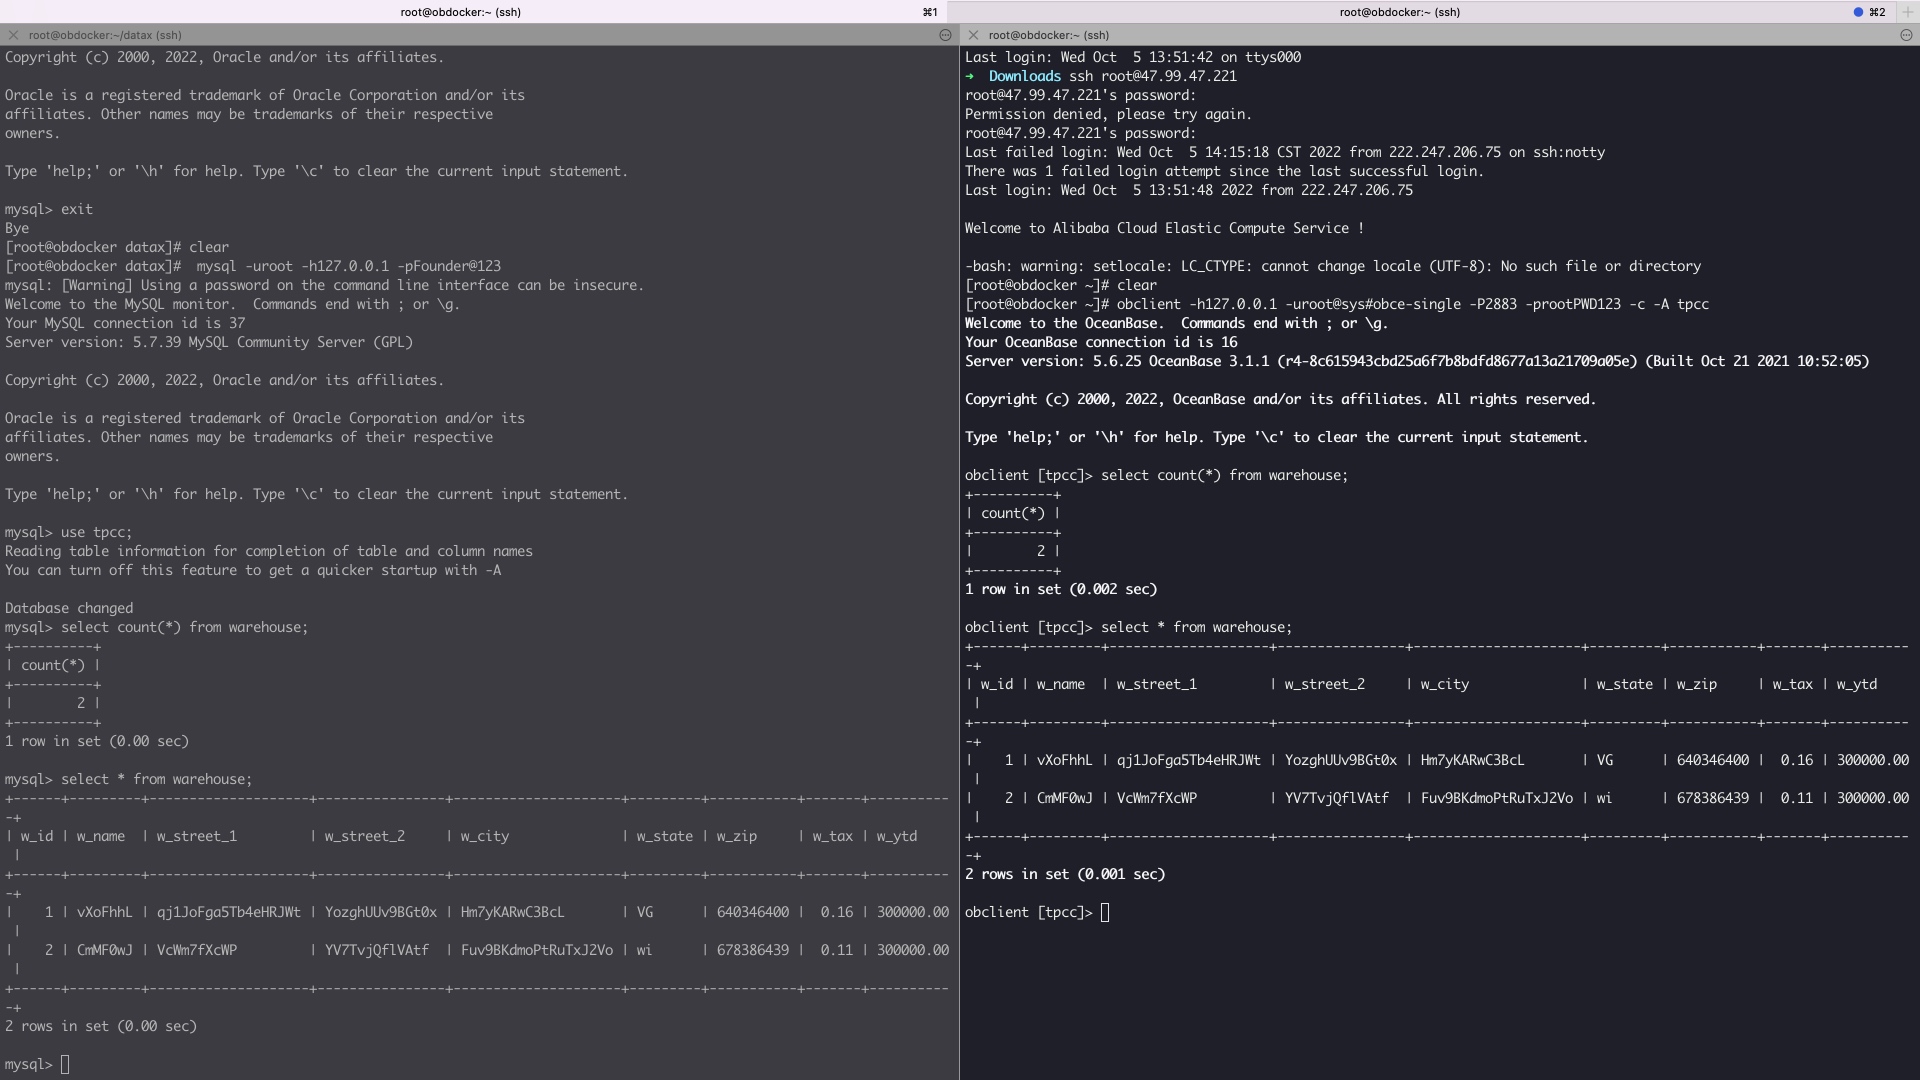 root@obdocker:~ (ssh) ⌘1
root@obdocker:~ (ssh) ⌘2
root@obdocker:~/datax (ssh)
Copyright (c) 2000, 2022, Oracle and/or its affiliates.
Oracle is a registered trademark of Oracle Corporation and/or its
affiliates. Other names may be trademarks of their respective
owners.
Type 'help;' or '\h' for help. Type '\c' to clear the current input statement.
mysql> exit
Bye
[root@obdocker datax]# clear
[root@obdocker datax]#  mysql -uroot -h127.0.0.1 -pFounder@123
mysql: [Warning] Using a password on the command line interface can be insecure.
Welcome to the MySQL monitor.  Commands end with ; or \g.
Your MySQL connection id is 37
Server version: 5.7.39 MySQL Community Server (GPL)
Copyright (c) 2000, 2022, Oracle and/or its affiliates.
Oracle is a registered trademark of Oracle Corporation and/or its
affiliates. Other names may be trademarks of their respective
owners.
Type 'help;' or '\h' for help. Type '\c' to clear the current input statement.
mysql> use tpcc;
Reading table information for completion of table and column names
You can turn off this feature to get a quicker startup with -A
Database changed
mysql> select count(*) from warehouse;
+----------+
| count(*) |
+----------+
|        2 |
+----------+
1 row in set (0.00 sec)
mysql> select * from warehouse;
+------+---------+--------------------+----------------+---------------------+---------+-----------+-------+----------
-+
| w_id | w_name  | w_street_1         | w_street_2     | w_city              | w_state | w_zip     | w_tax | w_ytd
 |
+------+---------+--------------------+----------------+---------------------+---------+-----------+-------+----------
-+
|    1 | vXoFhhL | qj1JoFga5Tb4eHRJWt | YozghUUv9BGt0x | Hm7yKARwC3BcL       | VG      | 640346400 |  0.16 | 300000.00
 |
|    2 | CmMF0wJ | VcWm7fXcWP         | YV7TvjQflVAtf  | Fuv9BKdmoPtRuTxJ2Vo | wi      | 678386439 |  0.11 | 300000.00
 |
+------+---------+--------------------+----------------+---------------------+---------+-----------+-------+----------
-+
2 rows in set (0.00 sec)
mysql>
root@obdocker:~ (ssh)
Last login: Wed Oct  5 13:51:42 on ttys000
➜  Downloads ssh root@47.99.47.221
root@47.99.47.221's password:
Permission denied, please try again.
root@47.99.47.221's password:
Last failed login: Wed Oct  5 14:15:18 CST 2022 from 222.247.206.75 on ssh:notty
There was 1 failed login attempt since the last successful login.
Last login: Wed Oct  5 13:51:48 2022 from 222.247.206.75
Welcome to Alibaba Cloud Elastic Compute Service !
-bash: warning: setlocale: LC_CTYPE: cannot change locale (UTF-8): No such file or directory
[root@obdocker ~]# clear
[root@obdocker ~]# obclient -h127.0.0.1 -uroot@sys#obce-single -P2883 -prootPWD123 -c -A tpcc
Welcome to the OceanBase.  Commands end with ; or \g.
Your OceanBase connection id is 16
Server version: 5.6.25 OceanBase 3.1.1 (r4-8c615943cbd25a6f7b8bdfd8677a13a21709a05e) (Built Oct 21 2021 10:52:05)
Copyright (c) 2000, 2022, OceanBase and/or its affiliates. All rights reserved.
Type 'help;' or '\h' for help. Type '\c' to clear the current input statement.
obclient [tpcc]> select count(*) from warehouse;
+----------+
| count(*) |
+----------+
|        2 |
+----------+
1 row in set (0.002 sec)
obclient [tpcc]> select * from warehouse;
+------+---------+--------------------+----------------+---------------------+---------+-----------+-------+----------
-+
| w_id | w_name  | w_street_1         | w_street_2     | w_city              | w_state | w_zip     | w_tax | w_ytd
 |
+------+---------+--------------------+----------------+---------------------+---------+-----------+-------+----------
-+
|    1 | vXoFhhL | qj1JoFga5Tb4eHRJWt | YozghUUv9BGt0x | Hm7yKARwC3BcL       | VG      | 640346400 |  0.16 | 300000.00
 |
|    2 | CmMF0wJ | VcWm7fXcWP         | YV7TvjQflVAtf  | Fuv9BKdmoPtRuTxJ2Vo | wi      | 678386439 |  0.11 | 300000.00
 |
+------+---------+--------------------+----------------+---------------------+---------+-----------+-------+----------
-+
2 rows in set (0.001 sec)
obclient [tpcc]>